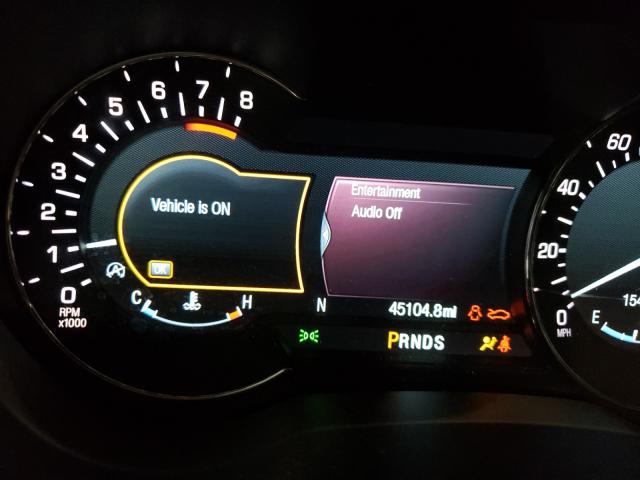 8
7
6
5
4
3
2
1
0
RPM
x1000
Vehicle is ON
OK
C H
Entertainment
Audio Off
N 45104.8mi
PRNDS
60
40
20
0
MPH
154
E